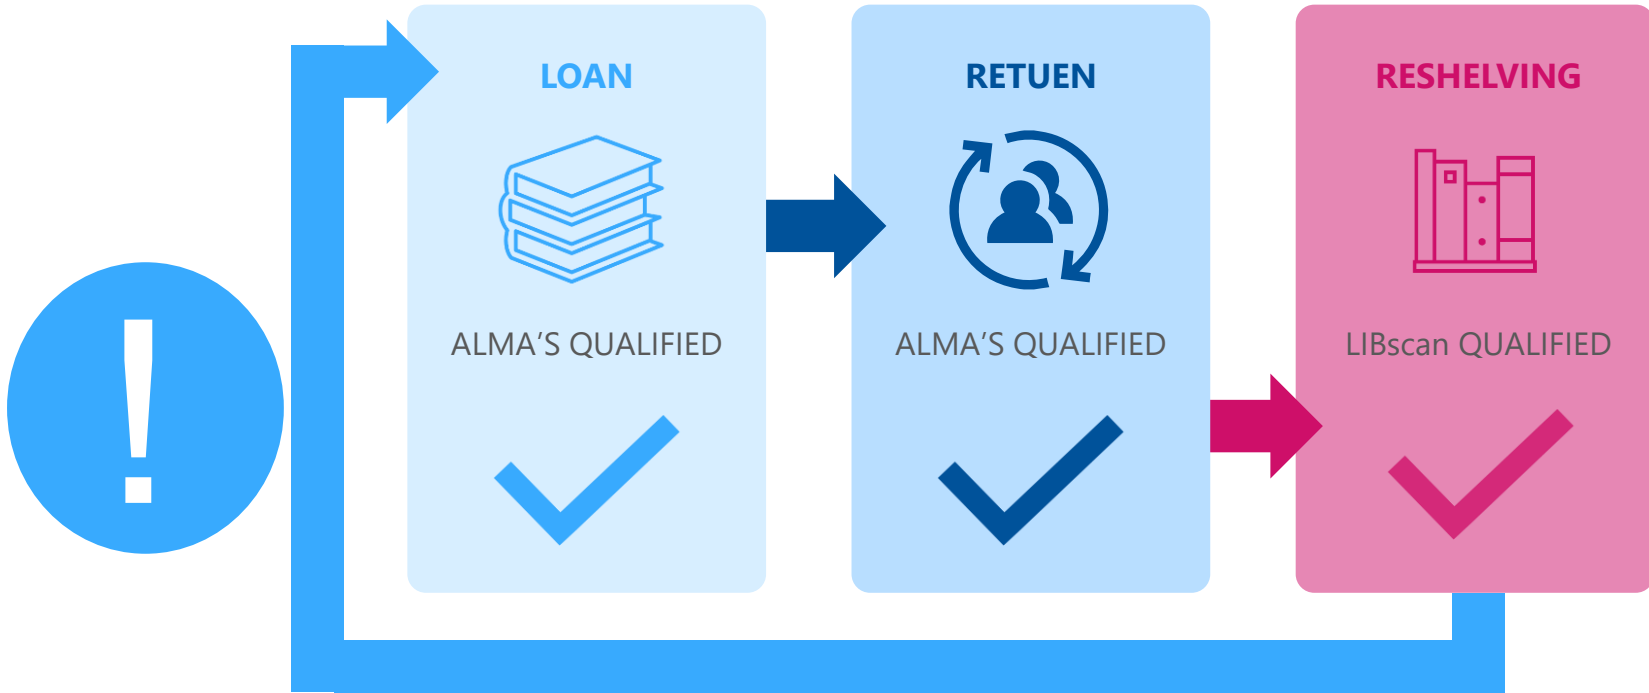 LOAN
RETUEN
RESHELVING
ALMA’S QUALIFIED
ALMA’S QUALIFIED
LIBscan QUALIFIED
!